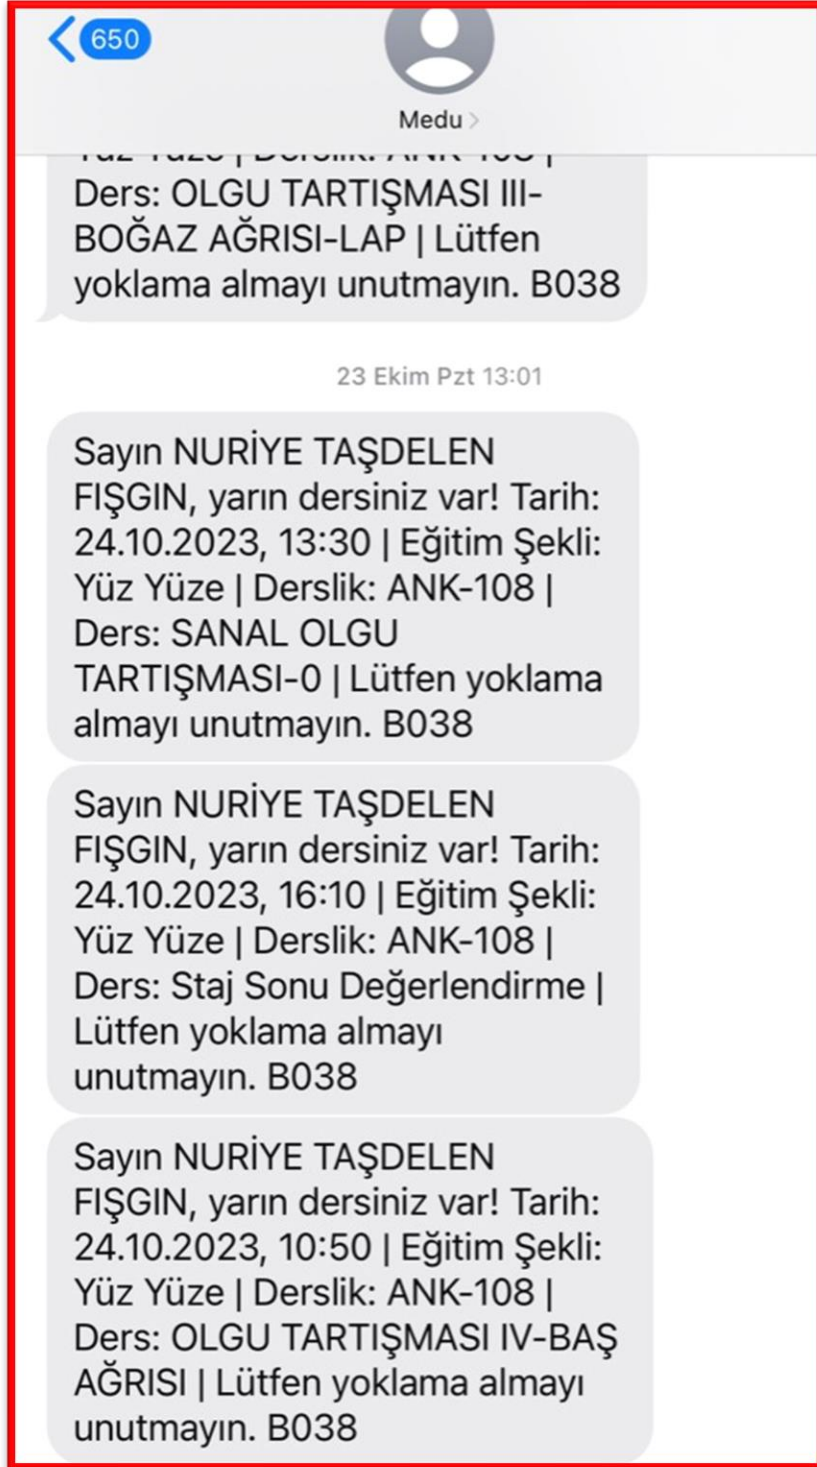 650
Medu
Yüz Yüze | Derslik: ANK-108 |
Ders: OLGU TARTIŞMASI III-
BOĞAZ AĞRISI-LAP | Lütfen
yoklama almayı unutmayın. B038
23 Ekim Pzt 13:01
Sayın NURİYE TAŞDELEN
FIŞGIN, yarın dersiniz var! Tarih:
24.10.2023, 13:30 | Eğitim Şekli:
Yüz Yüze | Derslik: ANK-108 |
Ders: SANAL OLGU
TARTIŞMASI-0 | Lütfen yoklama
almayı unutmayın. B038
Sayın NURİYE TAŞDELEN
FIŞGIN, yarın dersiniz var! Tarih:
24.10.2023, 16:10 | Eğitim Şekli:
Yüz Yüze | Derslik: ANK-108 |
Ders: Staj Sonu Değerlendirme |
Lütfen yoklama almayı
unutmayın. B038
Sayın NURİYE TAŞDELEN
FIŞGIN, yarın dersiniz var! Tarih:
24.10.2023, 10:50 | Eğitim Şekli:
Yüz Yüze | Derslik: ANK-108 |
Ders: OLGU TARTIŞMASI IV-BAŞ
AĞRISI | Lütfen yoklama almayı
unutmayın. B038